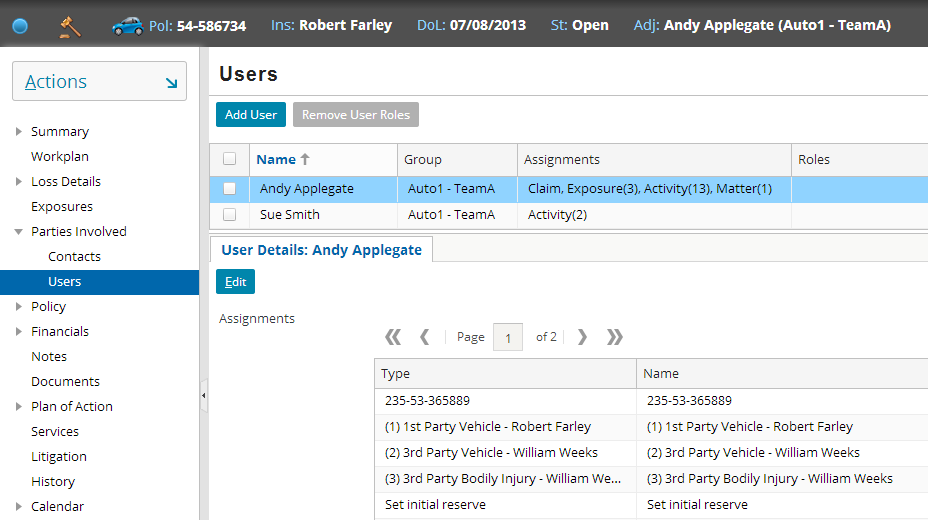 Pol: 54-586734 Ins: Robert Farley DoL: 07/08/2013 St: Open Adj: Andy Applegate (Auto1 - TeamA)
Actions
Summary
Workplan
Loss Details
Exposures
Parties Involved
Contacts
Users
Policy
Financials
Notes
Documents
Plan of Action
Services
Litigation
History
Calendar
Users
Add User Remove User Roles
Name Group Assignments Roles
Andy Applegate Auto1 - TeamA Claim, Exposure(3), Activity(13), Matter(1)
Sue Smith Auto1 - TeamA Activity(2)
User Details: Andy Applegate
Edit
Assignments
Page 1 of 2
Type Name
235-53-365889 235-53-365889
(1) 1st Party Vehicle - Robert Farley (1) 1st Party Vehicle - Robert Farley
(2) 3rd Party Vehicle - William Weeks (2) 3rd Party Vehicle - William Weeks
(3) 3rd Party Bodily Injury - William We... (3) 3rd Party Bodily Injury - William Weeks
Set initial reserve Set initial reserve